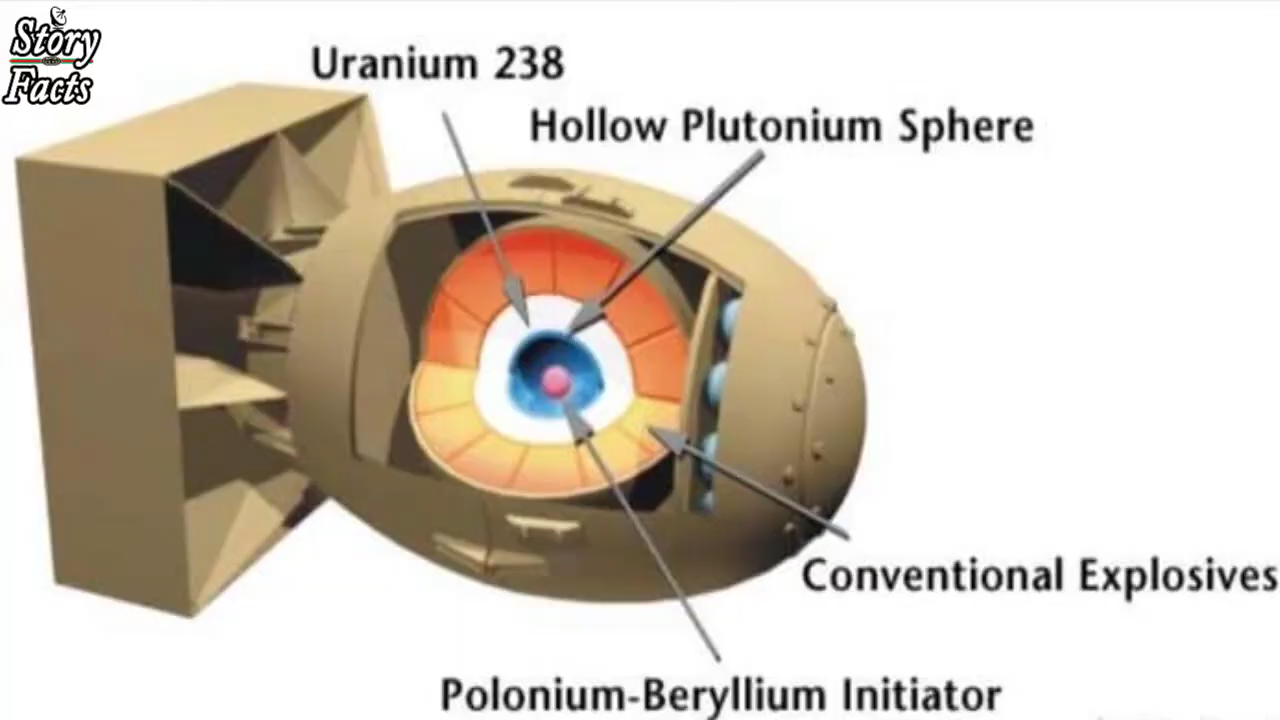 Story
Facts
Uranium 238
Hollow Plutonium Sphere
Conventional Explosives
Polonium-Beryllium Initiator